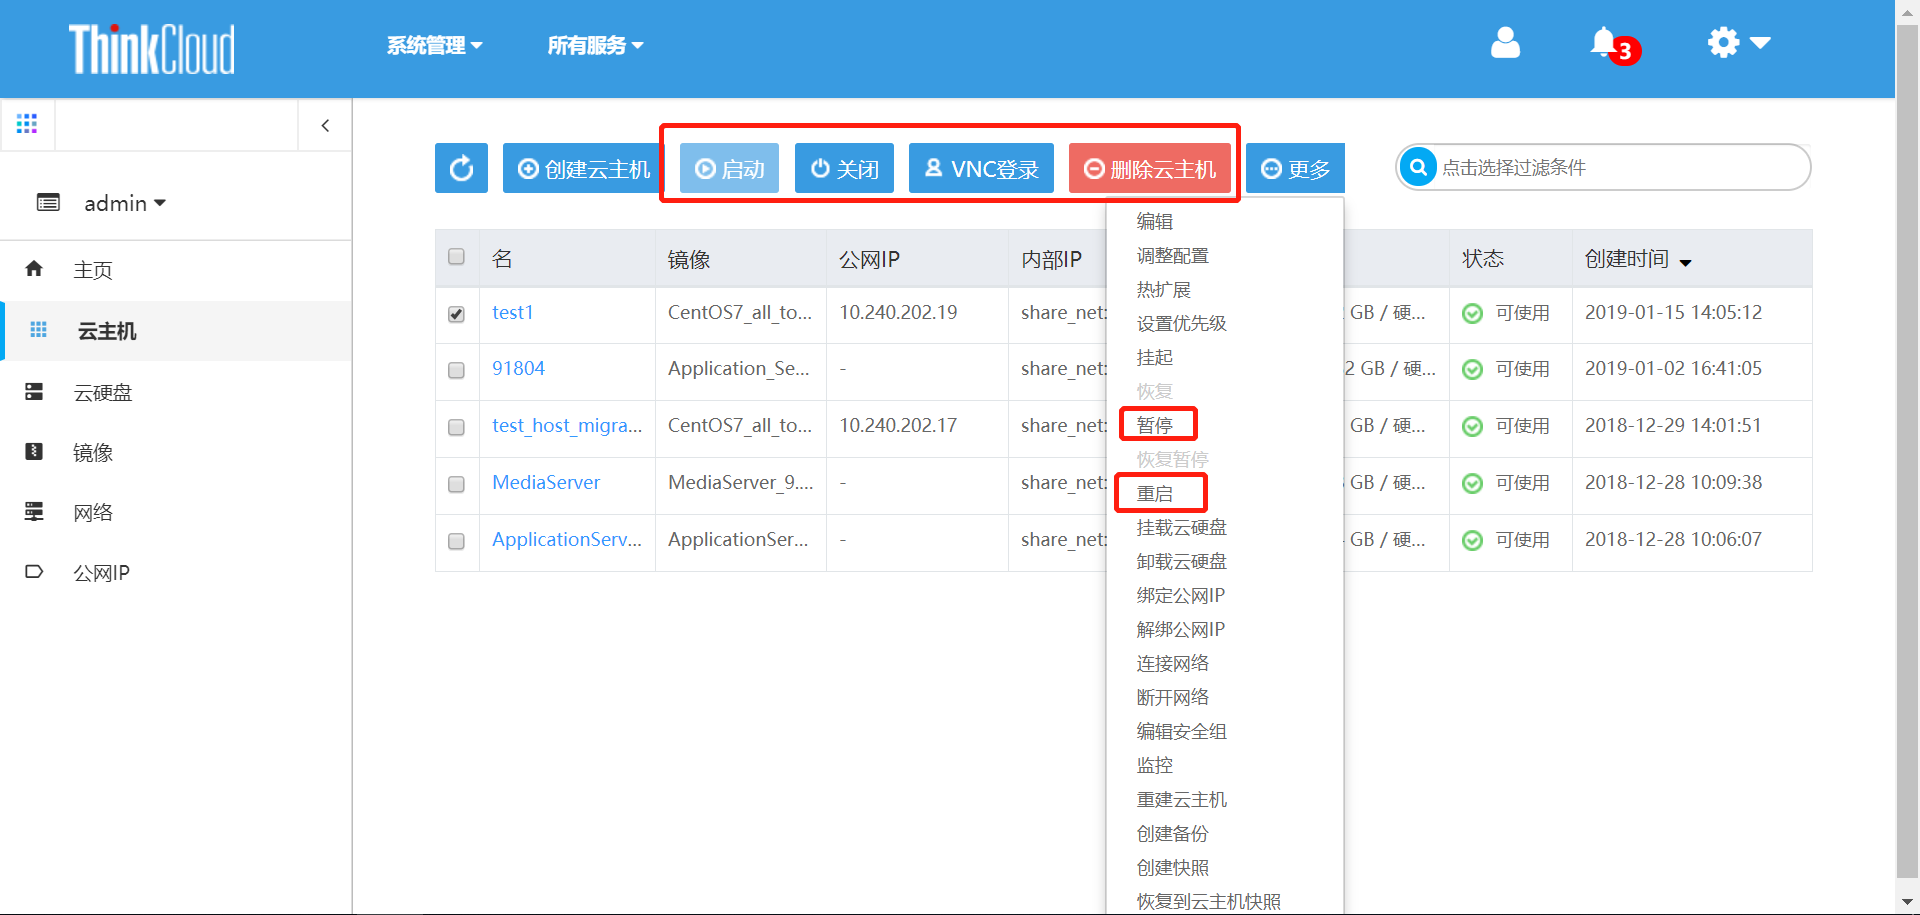 ThinkCloud
系统管理
所有服务
3
admin
主页
云主机
云硬盘
镜像
网络
公网IP
创建云主机
启动
关闭
VNC登录
删除云主机
更多
点击选择过滤条件
名 镜像 公网IP 内部IP 状态 创建时间
test1 CentOS7_all_to... 10.240.202.19 share_net: GB / 硬... 可使用 2019-01-15 14:05:12
91804 Application_Se... - share_net: 2 GB / 硬... 可使用 2019-01-02 16:41:05
test_host_migra... CentOS7_all_to... 10.240.202.17 share_net: GB / 硬... 可使用 2018-12-29 14:01:51
MediaServer MediaServer_9.... - share_net: GB / 硬... 可使用 2018-12-28 10:09:38
ApplicationServ... ApplicationSer... - share_net: GB / 硬... 可使用 2018-12-28 10:06:07
编辑
调整配置
热扩展
设置优先级
挂起
恢复
暂停
恢复暂停
重启
挂载云硬盘
卸载云硬盘
绑定公网IP
解绑公网IP
连接网络
断开网络
编辑安全组
监控
重建云主机
创建备份
创建快照
恢复到云主机快照